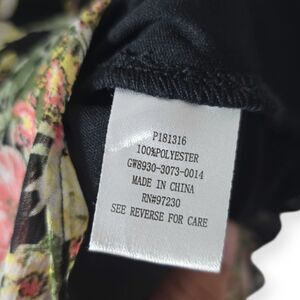 P181316
100%POLYESTER
GW8930-3073-0014
MADE IN CHINA
RN#97230
SEE REVERSE FOR CARE